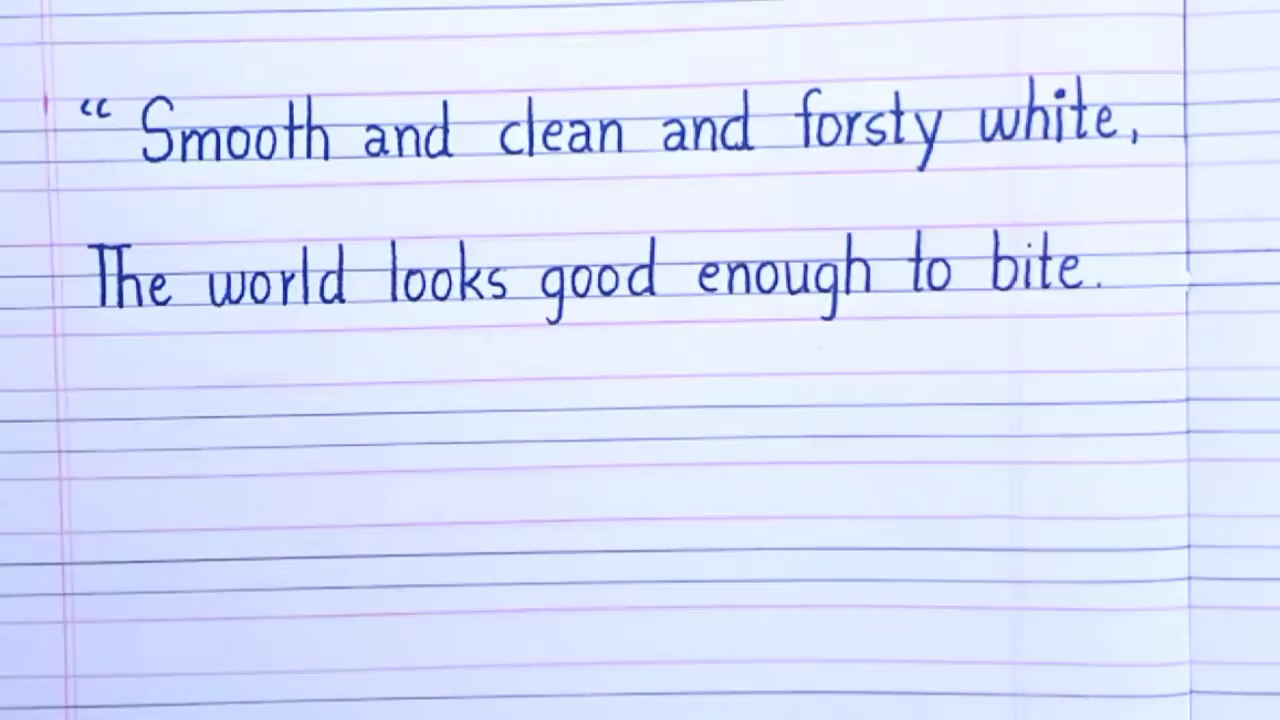 “ Smooth and clean and forsty white,
The world looks good enough to bite.